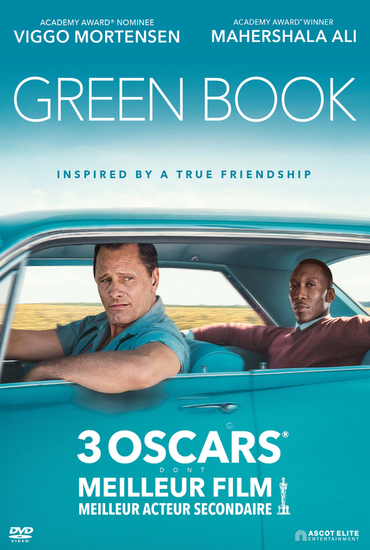 ACADEMY AWARD® NOMINEE
VIGGO MORTENSEN
ACADEMY AWARD® WINNER
MAHERSHALA ALI
GREEN BOOK
INSPIRED BY A TRUE FRIENDSHIP
3 OSCARS®
DONT
MEILLEUR FILM
MEILLEUR ACTEUR SECONDAIRE
DVD
VIDEO
ASCOT ELITE
ENTERTAINMENT